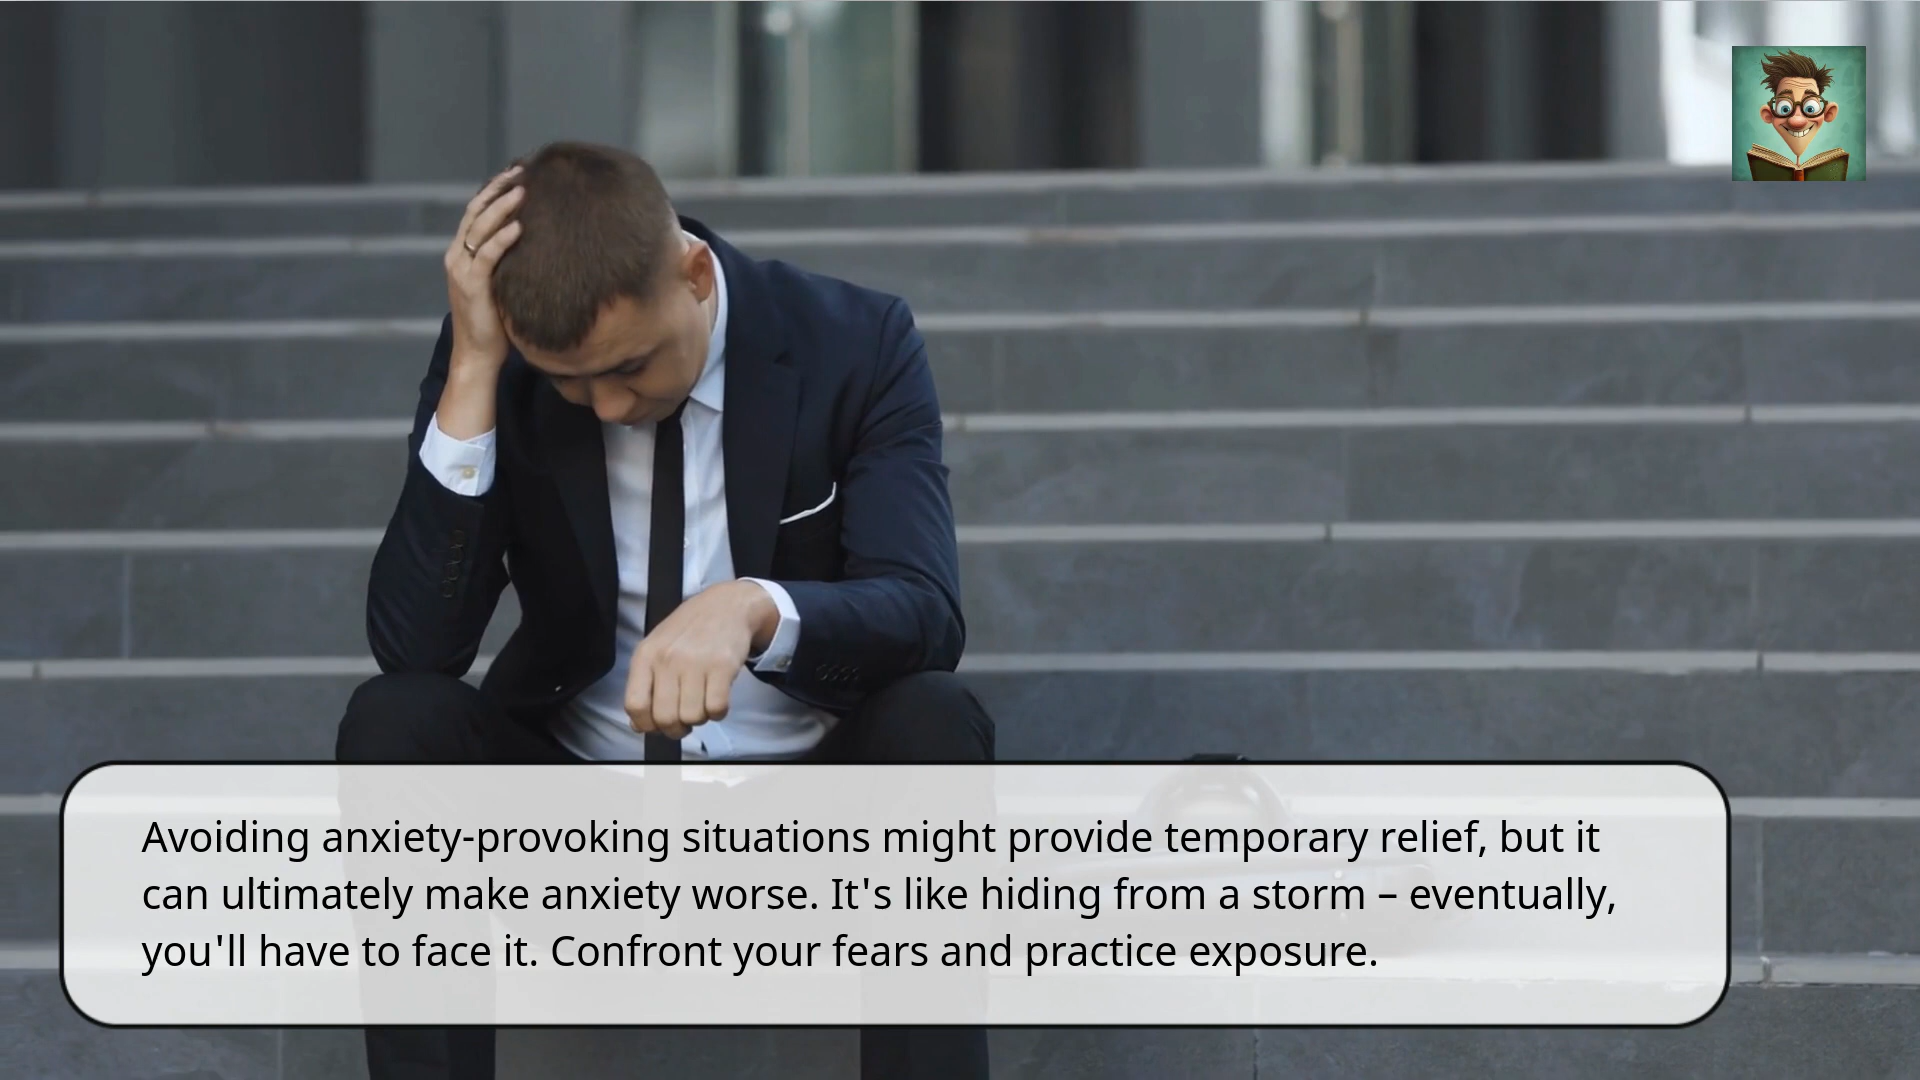 Avoiding anxiety-provoking situations might provide temporary relief, but it
can ultimately make anxiety worse. It's like hiding from a storm – eventually,
you'll have to face it. Confront your fears and practice exposure.